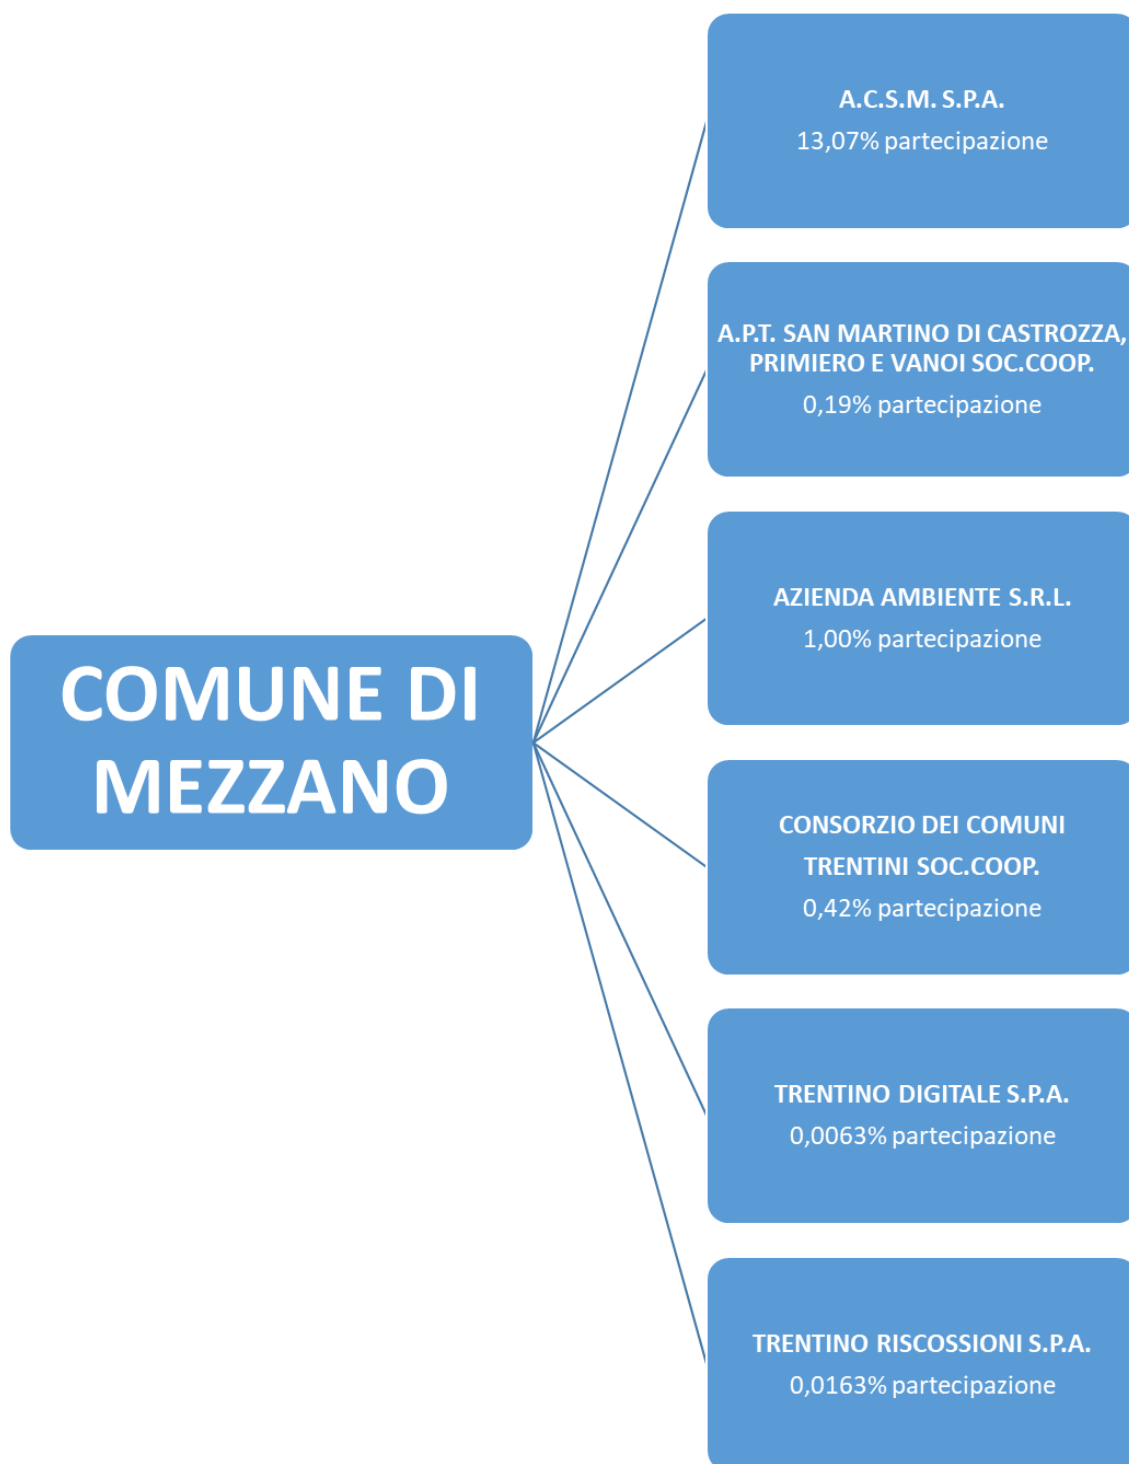 A.C.S.M. S.P.A.
13,07% partecipazione
A.P.T. SAN MARTINO DI CASTROZZA,
PRIMIERO E VANOI SOC.COOP.
0,19% partecipazione
AZIENDA AMBIENTE S.R.L.
1,00% partecipazione
COMUNE DI
MEZZANO
CONSORZIO DEI COMUNI
TRENTINI SOC.COOP.
0,42% partecipazione
TRENTINO DIGITALE S.P.A.
0,0063% partecipazione
TRENTINO RISCOSSIONI S.P.A.
0,0163% partecipazione